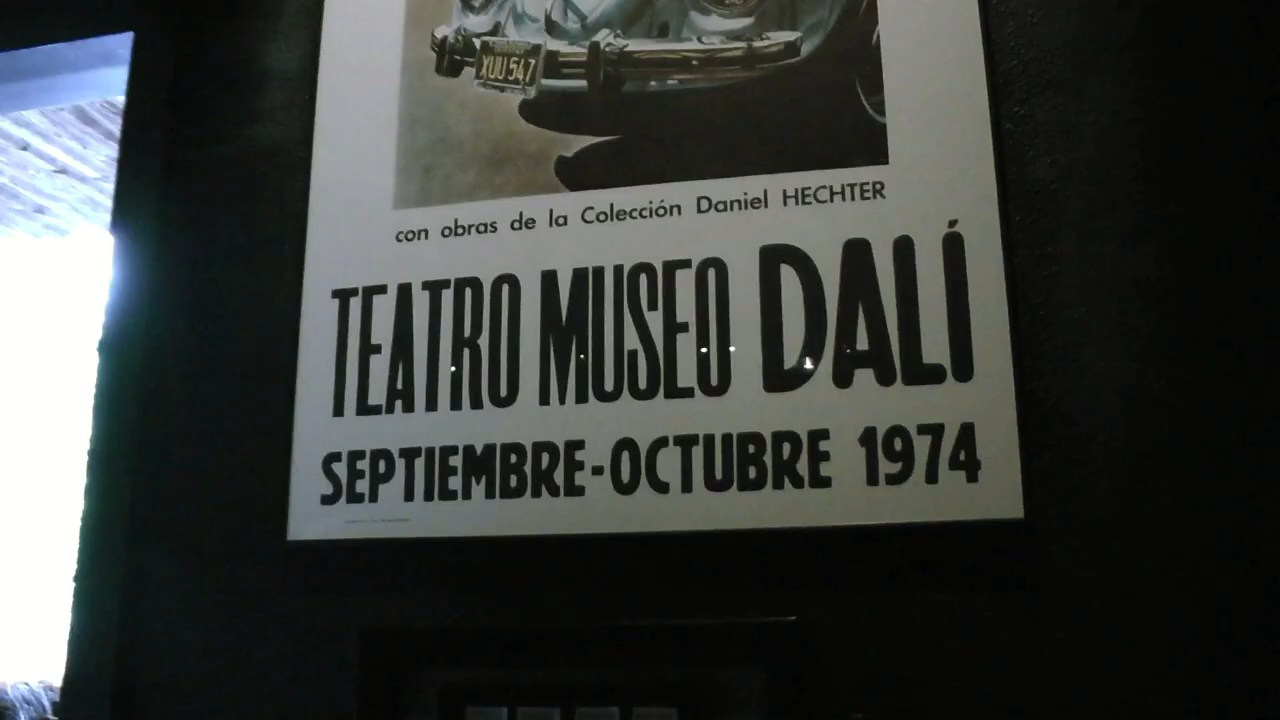 XUU 547
con obras de la Colección Daniel HECHTER
TEATRO MUSEO DALÍ
SEPTIEMBRE-OCTUBRE 1974